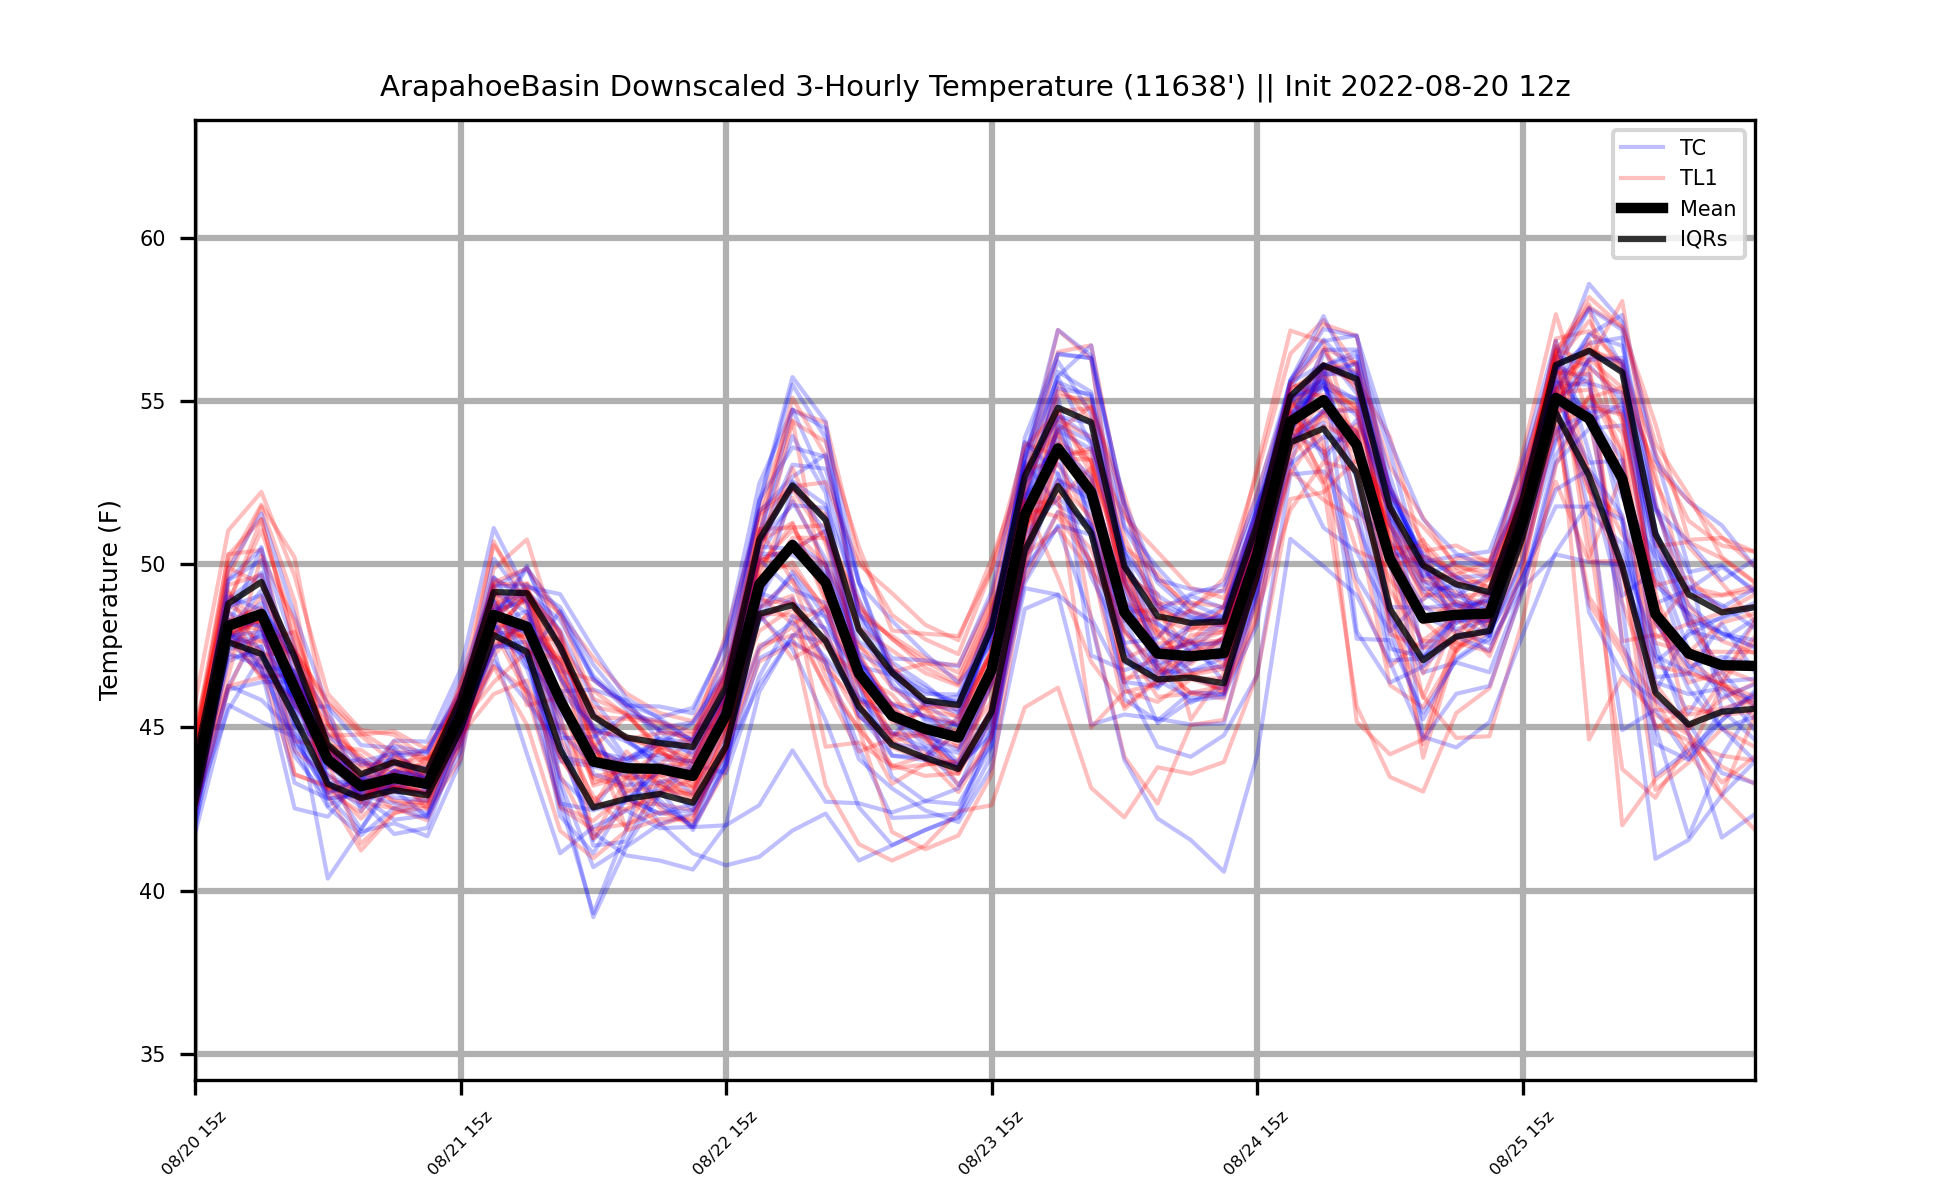 ArapahoeBasin Downscaled 3-Hourly Temperature (11638') || Init 2022-08-20 12z
TC
TL1
Mean
IQRs
Temperature (F)
60
55
50
45
40
35
08/20 15z
08/21 15z
08/22 15z
08/23 15z
08/24 15z
08/25 15z